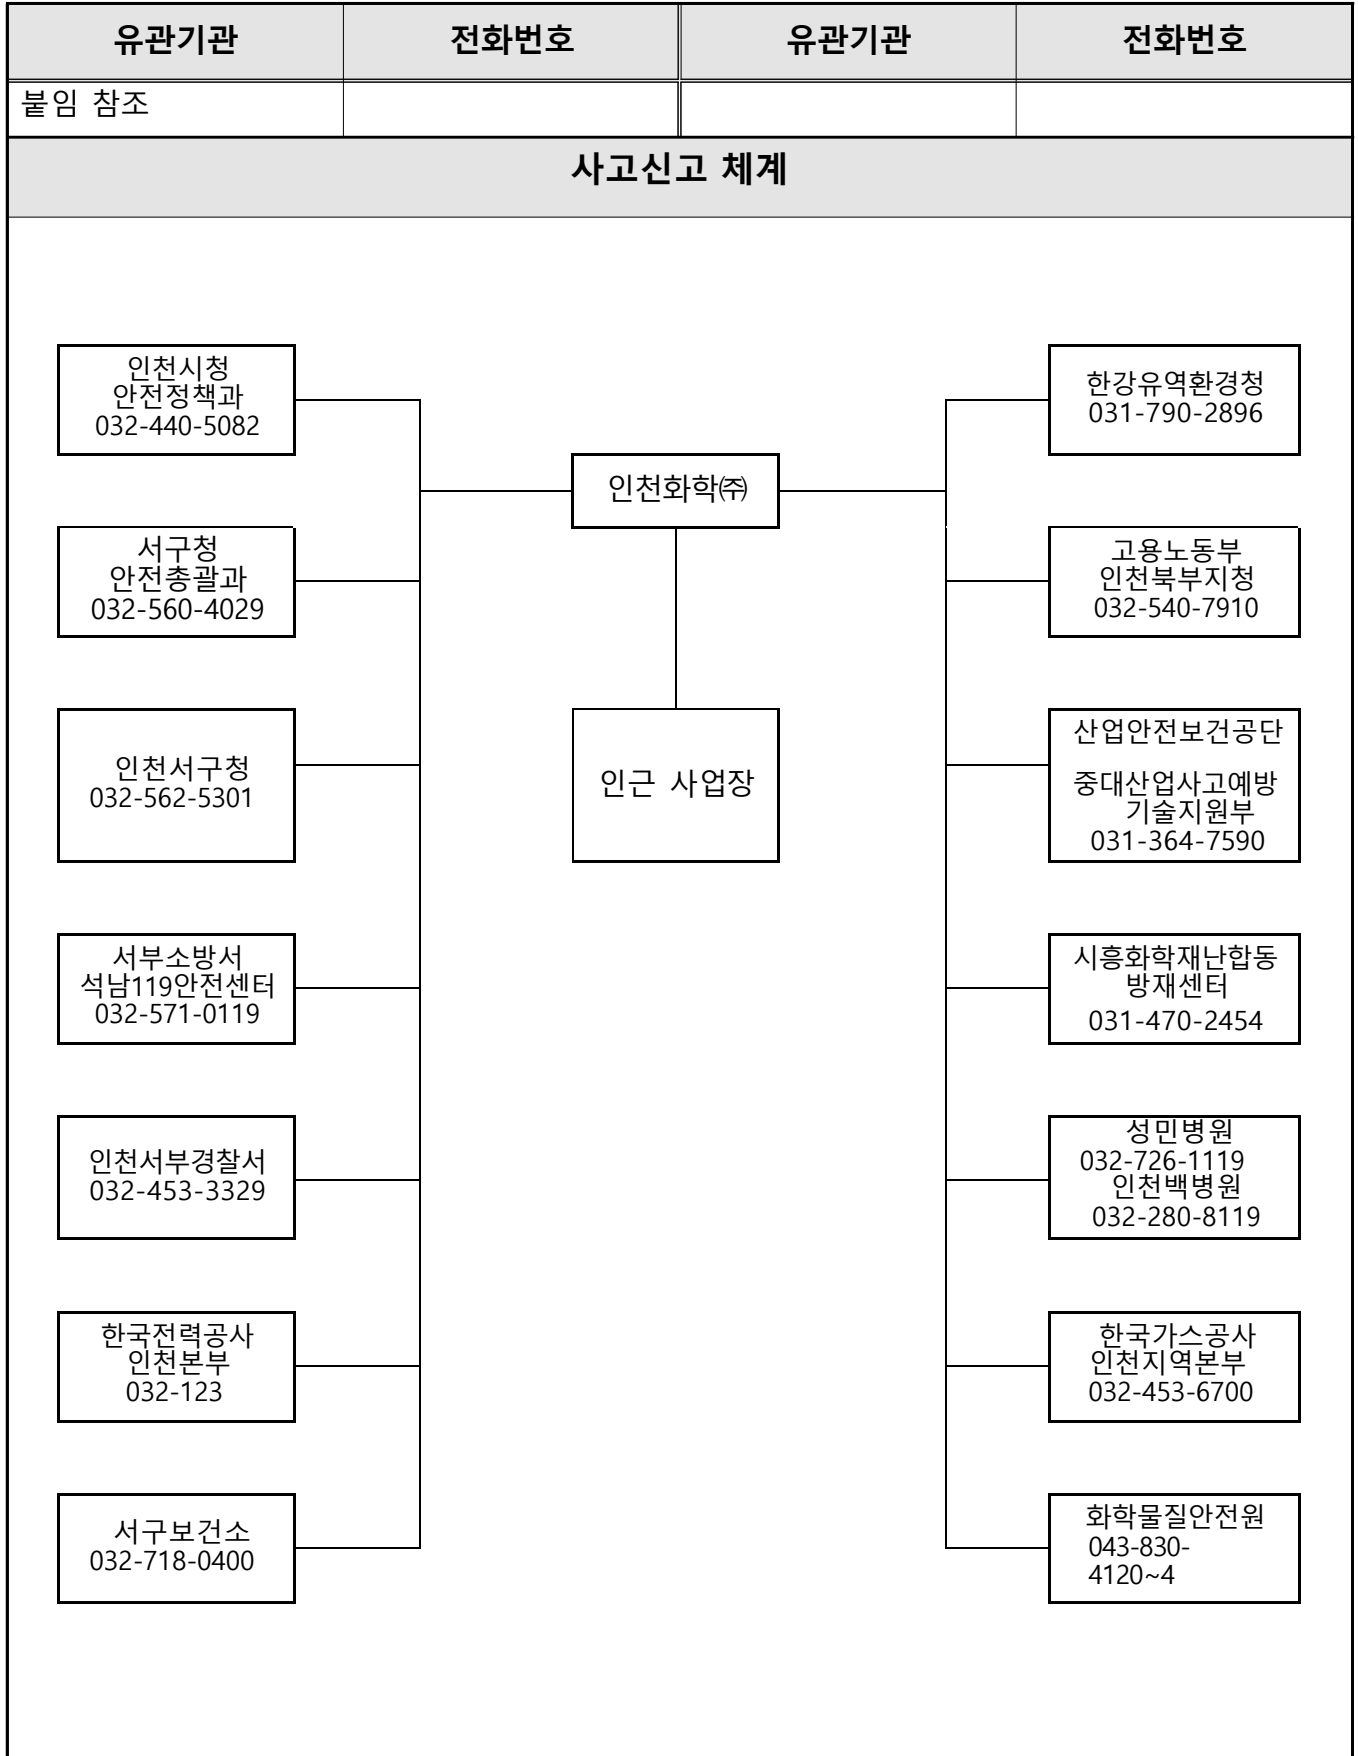 유관기관 전화번호 유관기관 전화번호
붙임 참조
사고신고 체계
인천시청
안전정책과
032-440-5082
서구청
안전총괄과
032-560-4029
인천서구청
032-562-5301
서부소방서
석남119안전센터
032-571-0119
인천서부경찰서
032-453-3329
한국전력공사
인천본부
032-123
서구보건소
032-718-0400
인천화학㈜
인근 사업장
한강유역환경청
031-790-2896
고용노동부
인천북부지청
032-540-7910
산업안전보건공단
중대산업사고예방
기술지원부
031-364-7590
시흥화학재난합동
방재센터
031-470-2454
성민병원
032-726-1119
인천백병원
032-280-8119
한국가스공사
인천지역본부
032-453-6700
화학물질안전원
043-830-
4120~4